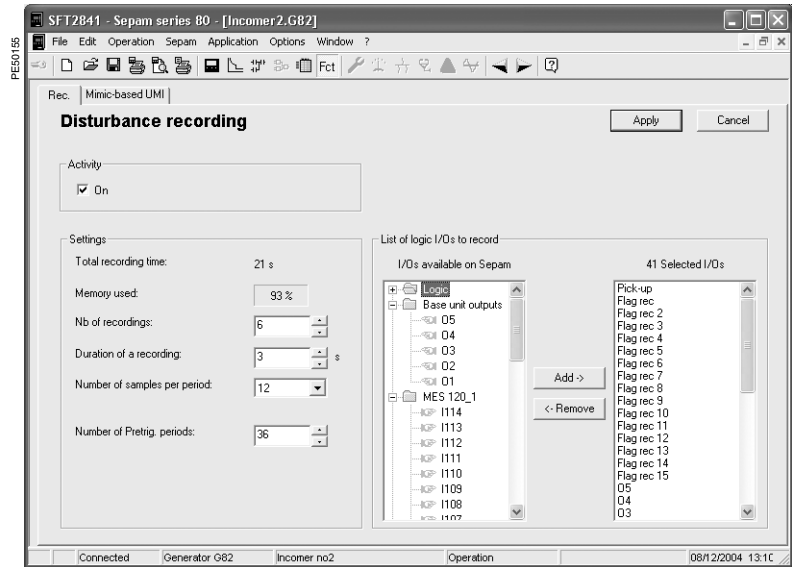 PE50155
SFT2841 - Sepam series 80 - [Incomer2.G82]
File Edit Operation Sepam Application Options Window ?
Fct
Rec. Mimic-based UMI
Disturbance recording
Apply Cancel
Activity
On
Settings
Total recording time: 21 s
Memory used: 93 %
Nb of recordings: 6
Duration of a recording: 3 s
Number of samples per period: 12
Number of Pretrig. periods: 36
List of logic I/Os to record
I/Os available on Sepam
Logic
Base unit outputs
O5
O4
O3
O2
O1
MES 120_1
I114
I113
I112
I111
I110
I109
I108
I107
Add ->
<- Remove
41 Selected I/Os
Pick-up
Flag rec
Flag rec 2
Flag rec 3
Flag rec 4
Flag rec 5
Flag rec 6
Flag rec 7
Flag rec 8
Flag rec 9
Flag rec 10
Flag rec 11
Flag rec 12
Flag rec 13
Flag rec 14
Flag rec 15
O5
O4
O3
Connected Generator G82 Incomer no2 Operation 08/12/2004